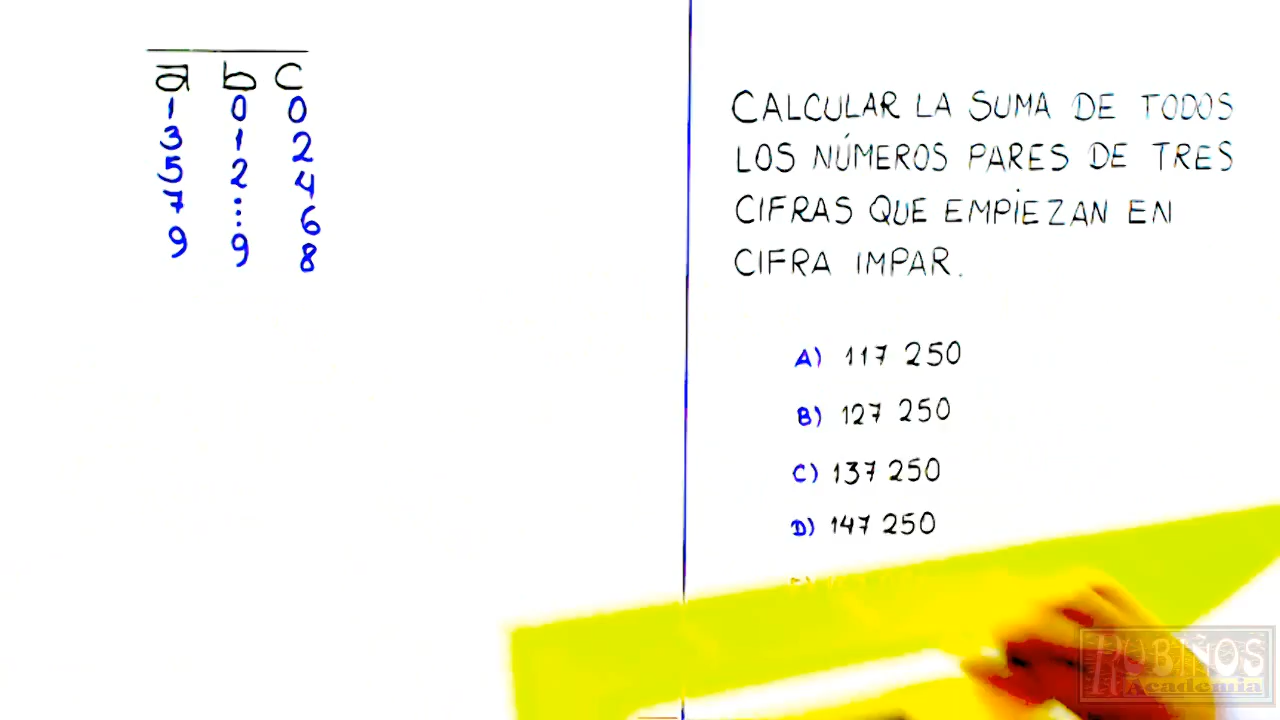 a b c
1 0 0
3 1 2
5 2 4
7 ⋮ 6
9 9 8
CALCULAR LA SUMA DE TODOS
LOS NÚMEROS PARES DE TRES
CIFRAS QUE EMPIEZAN EN
CIFRA IMPAR.
A) 117 250
B) 127 250
C) 137 250
D) 147 250
RUBIÑOS
Academia